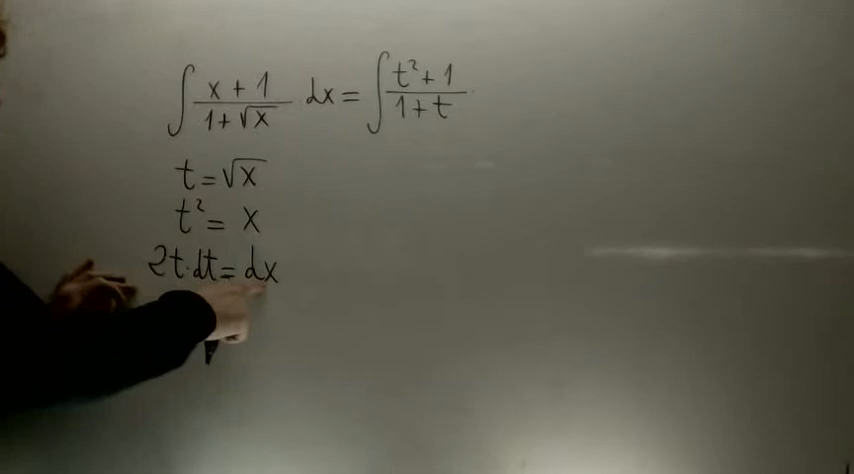 ∫ (x + 1)/(1 + √x) dx = ∫ (t² + 1)/(1 + t)
t = √x
t² = x
2t·dt = dx